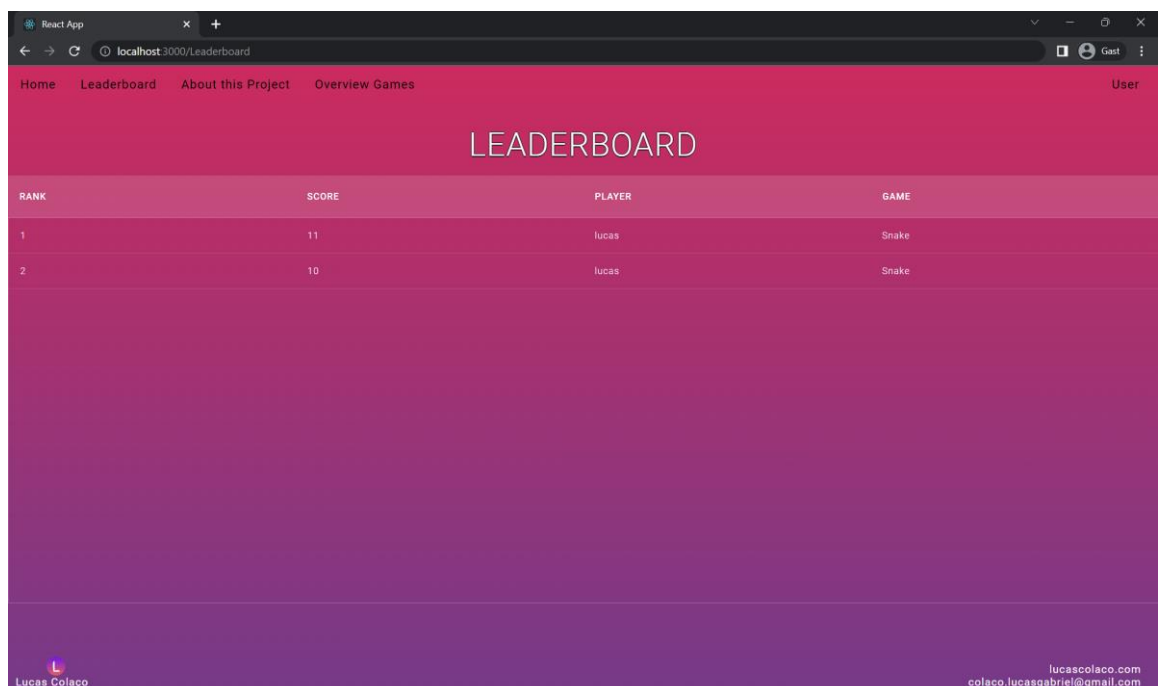 React App
localhost:3000/Leaderboard
Gast
Home Leaderboard About this Project Overview Games User
LEADERBOARD
RANK SCORE PLAYER GAME
1 11 lucas Snake
2 10 lucas Snake
L
Lucas Colaco
lucascolaco.com
colaco.lucasgabriel@gmail.com